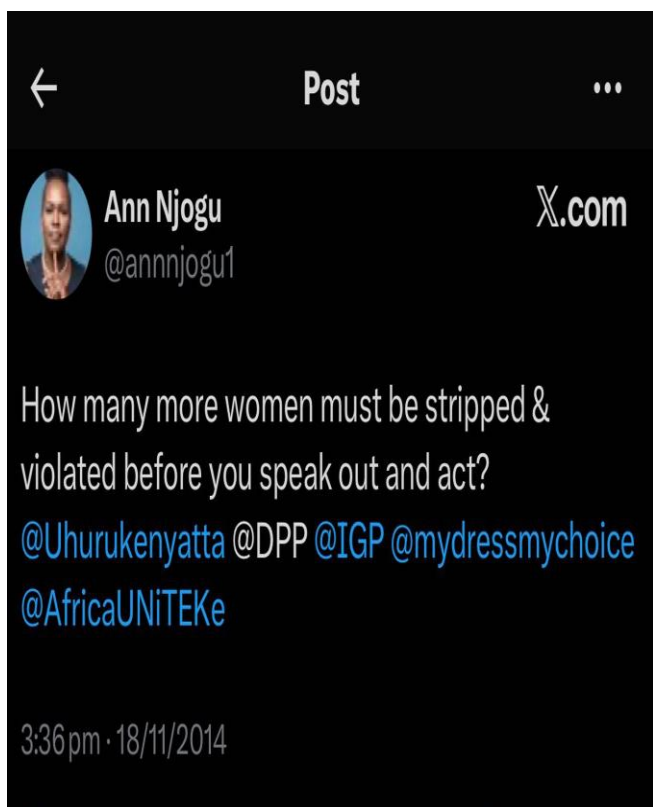 Post
Ann Njogu
𝕏.com
@annnjogu1
How many more women must be stripped &
violated before you speak out and act?
@Uhurukenyatta @DPP @IGP @mydressmychoice
@AfricaUNiTEKe
3:36 pm · 18/11/2014